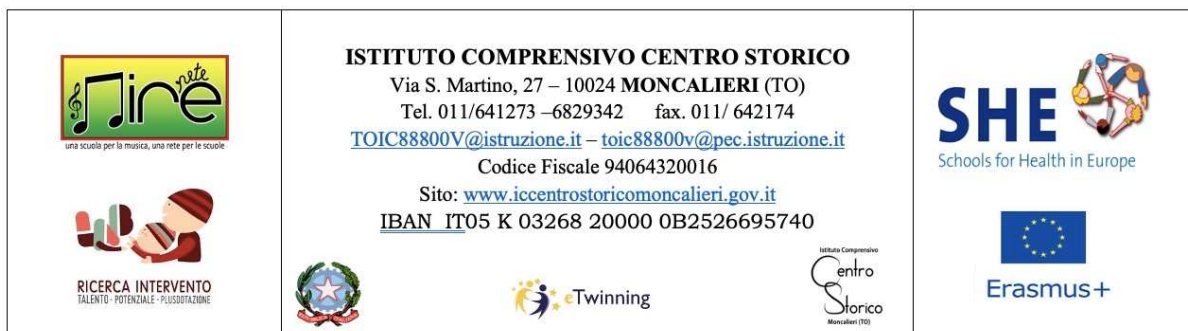 Mirè rete
una scuola per la musica, una rete per le scuole
RICERCA INTERVENTO
TALENTO - POTENZIALE - PLUSDOTAZIONE
ISTITUTO COMPRENSIVO CENTRO STORICO
Via S. Martino, 27 – 10024 MONCALIERI (TO)
Tel. 011/641273 –6829342 fax. 011/ 642174
TOIC88800V@istruzione.it – toic88800v@pec.istruzione.it
Codice Fiscale 94064320016
Sito: www.iccentrostoricomoncalieri.gov.it
IBAN IT05 K 03268 20000 0B2526695740
eTwinning
Istituto Comprensivo
Centro
Storico
Moncalieri (TO)
SHE
Schools for Health in Europe
Erasmus+